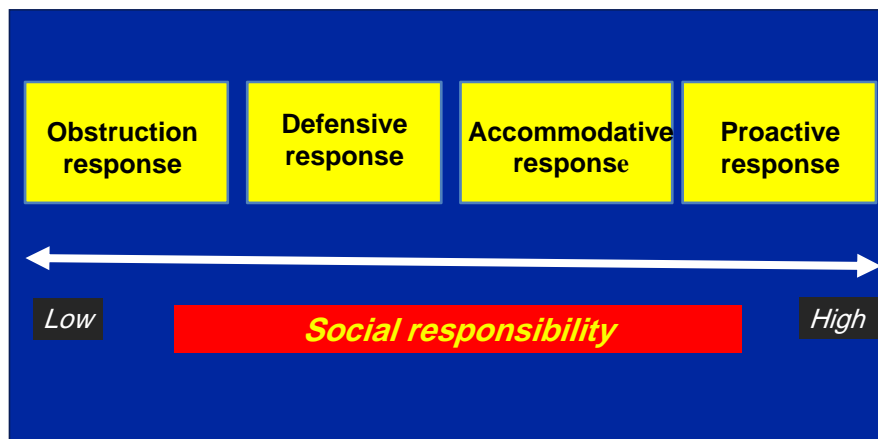 Obstruction
response
Defensive
response
Accommodative
response
Proactive
response
Low
Social responsibility
High